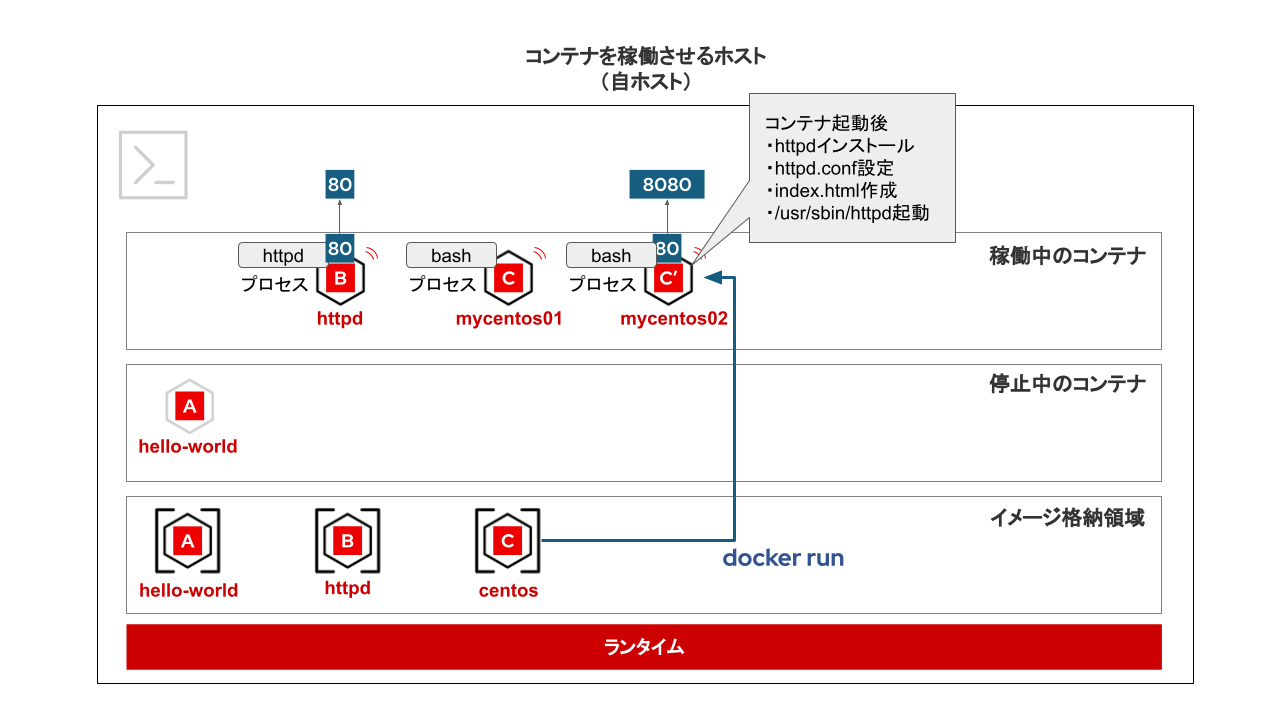 コンテナを稼働させるホスト
（自ホスト）
コンテナ起動後
・httpdインストール
・httpd.conf設定
・index.html作成
・/usr/sbin/httpd起動
80
8080
稼働中のコンテナ
httpd
80
プロセス
B
httpd
bash
プロセス
C
mycentos01
bash
80
プロセス
C’
mycentos02
停止中のコンテナ
A
hello-world
イメージ格納領域
A
hello-world
B
httpd
C
centos
docker run
ランタイム